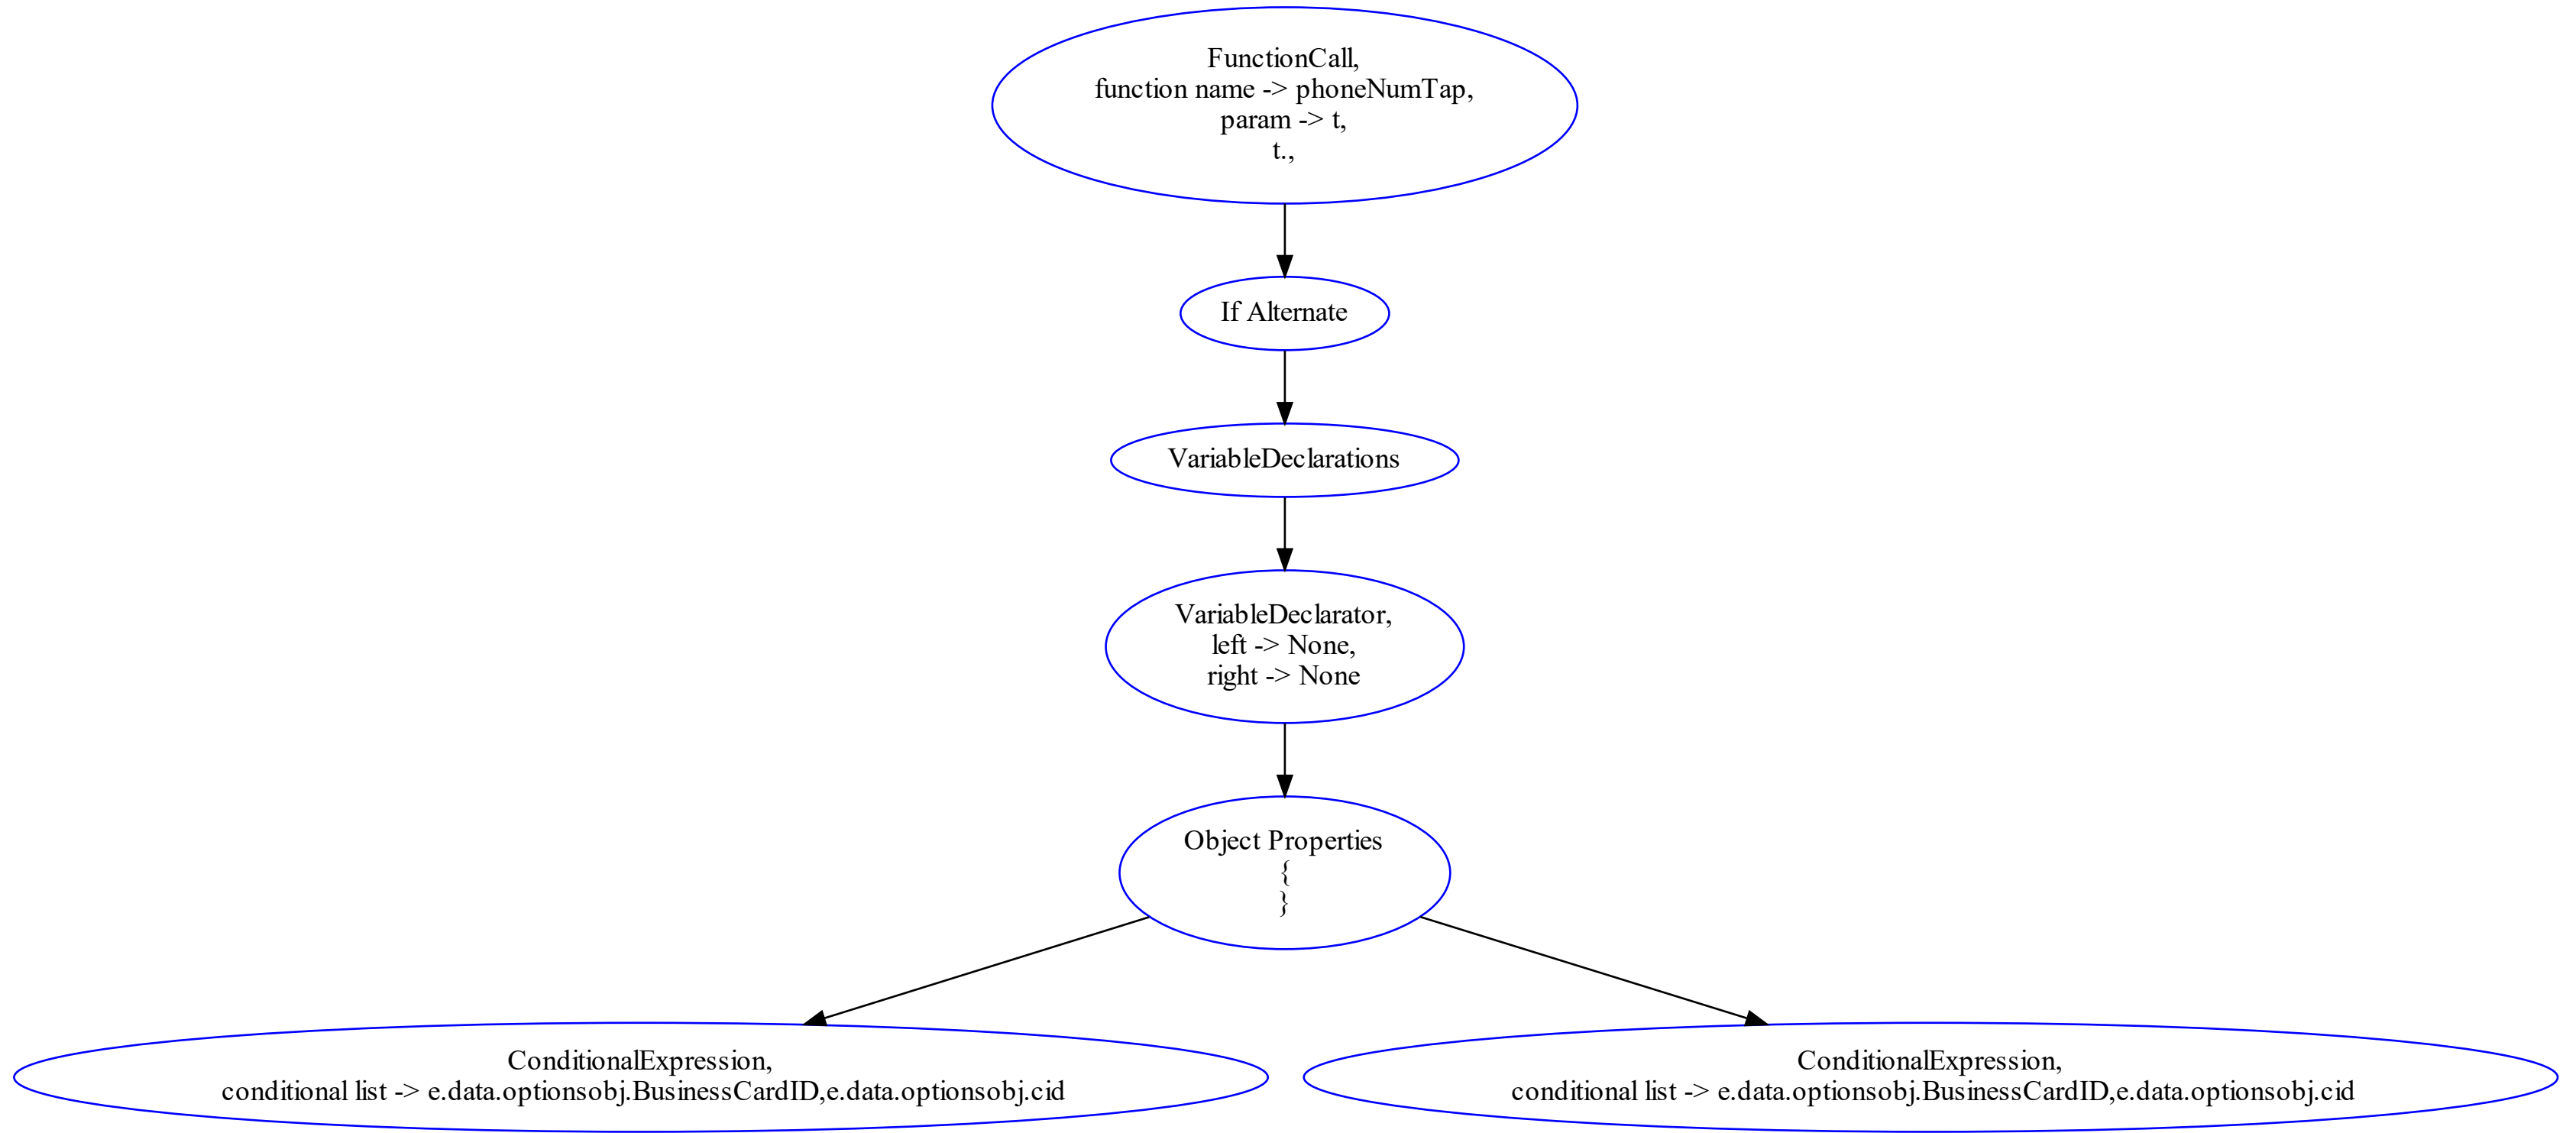 FunctionCall,
function name -> phoneNumTap,
param -> t,
t.,
If Alternate
VariableDeclarations
VariableDeclarator,
left -> None,
right -> None
Object Properties
{
}
ConditionalExpression,
conditional list -> e.data.optionsobj.BusinessCardID,e.data.optionsobj.cid
ConditionalExpression,
conditional list -> e.data.optionsobj.BusinessCardID,e.data.optionsobj.cid